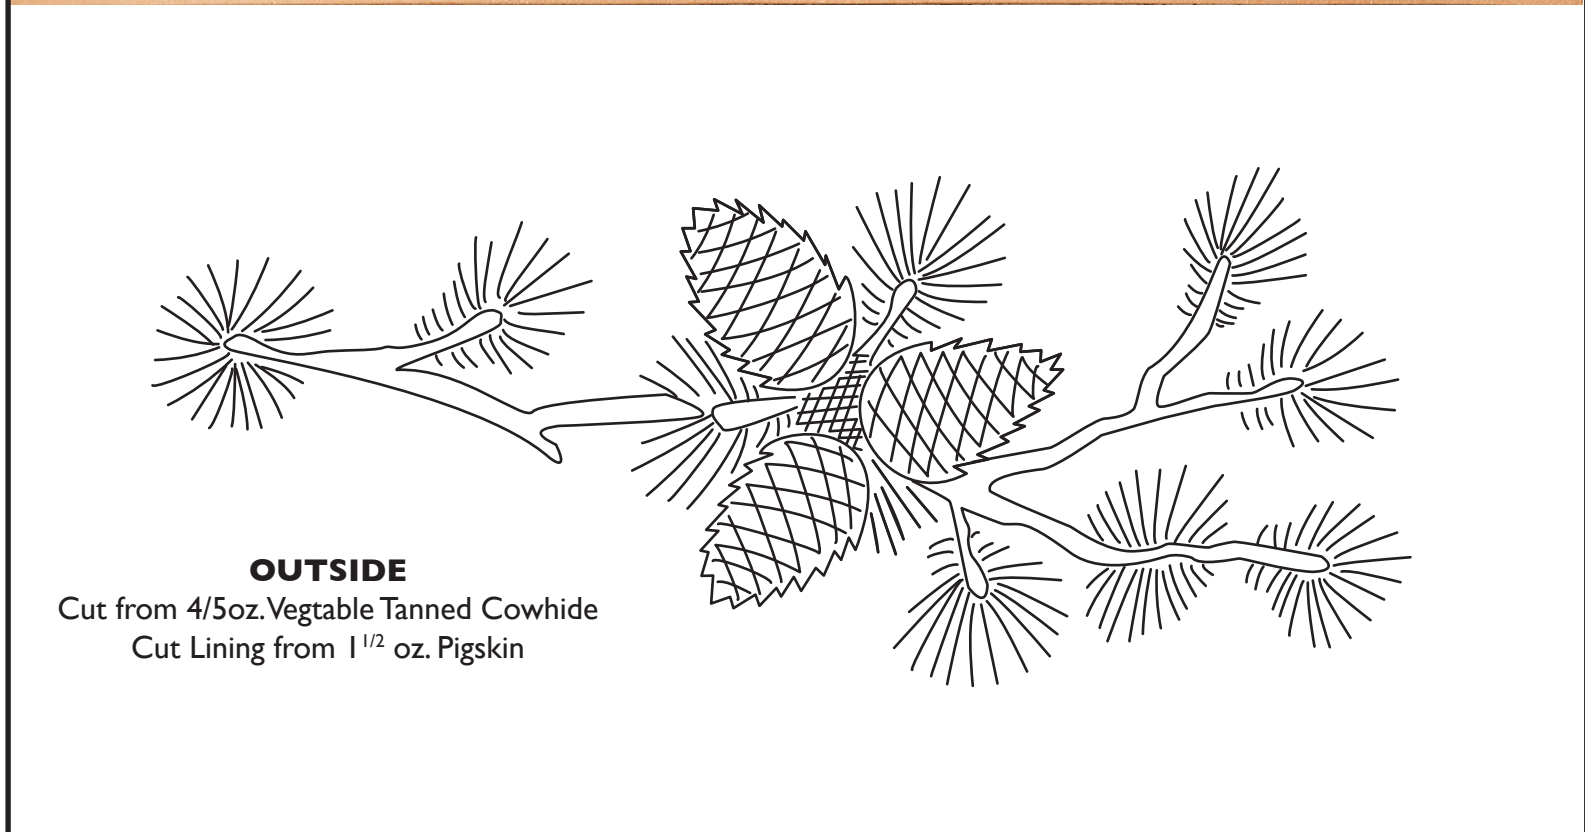 OUTSIDE
Cut from 4/5oz. Vegtable Tanned Cowhide
Cut Lining from 1 1/2 oz. Pigskin